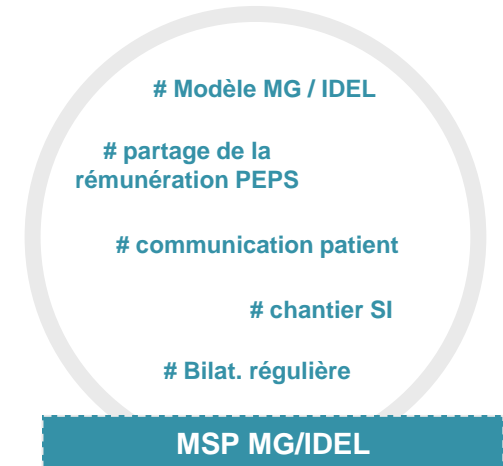 # Modèle MG / IDEL
# partage de la
rémunération PEPS
# communication patient
# chantier SI
# Bilat. régulière
MSP MG/IDEL